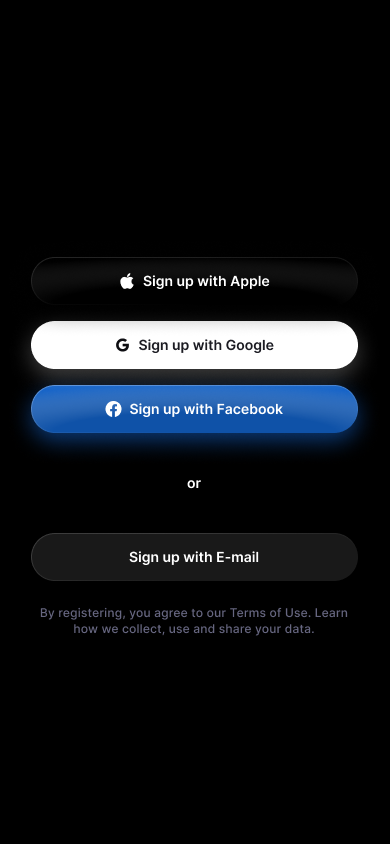 Sign up with Apple
Sign up with Google
Sign up with Facebook
or
Sign up with E-mail
By registering, you agree to our Terms of Use. Learn
how we collect, use and share your data.